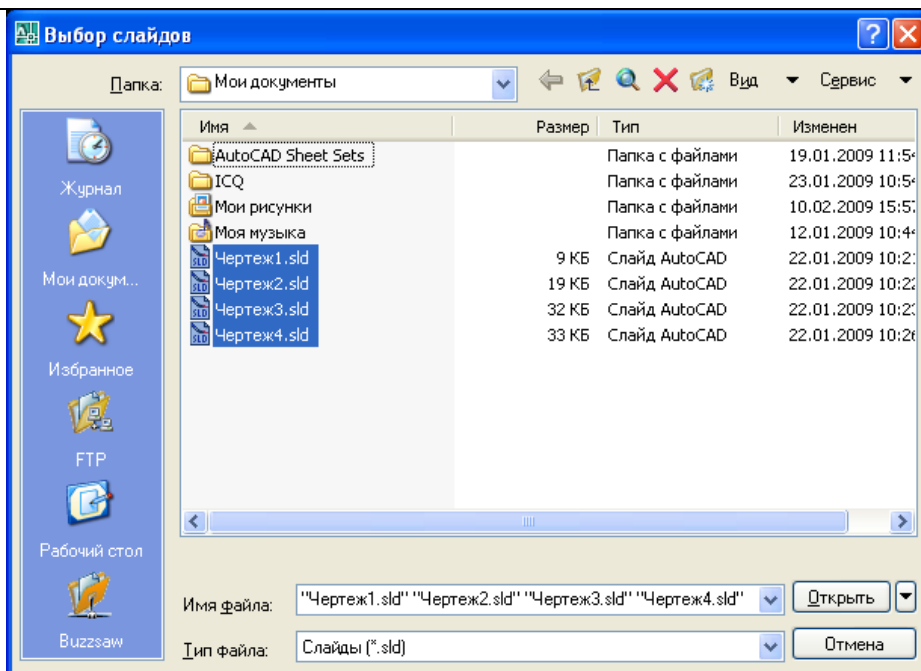 Выбор слайдов
Папка: Мои документы Вид Сервис
Имя Размер Тип Изменен
AutoCAD Sheet Sets Папка с файлами 19.01.2009 11:5
ICQ Папка с файлами 23.01.2009 10:5
Мои рисунки Папка с файлами 10.02.2009 15:5
Моя музыка Папка с файлами 12.01.2009 10:4
Чертеж1.sld 9 КБ Слайд AutoCAD 22.01.2009 10:2
Чертеж2.sld 19 КБ Слайд AutoCAD 22.01.2009 10:2
Чертеж3.sld 32 КБ Слайд AutoCAD 22.01.2009 10:2
Чертеж4.sld 33 КБ Слайд AutoCAD 22.01.2009 10:2
Журнал
Мои докум...
Избранное
FTP
Рабочий стол
Buzzsaw
Имя файла: "Чертеж1.sld" "Чертеж2.sld" "Чертеж3.sld" "Чертеж4.sld" Открыть
Тип файла: Слайды (*.sld) Отмена